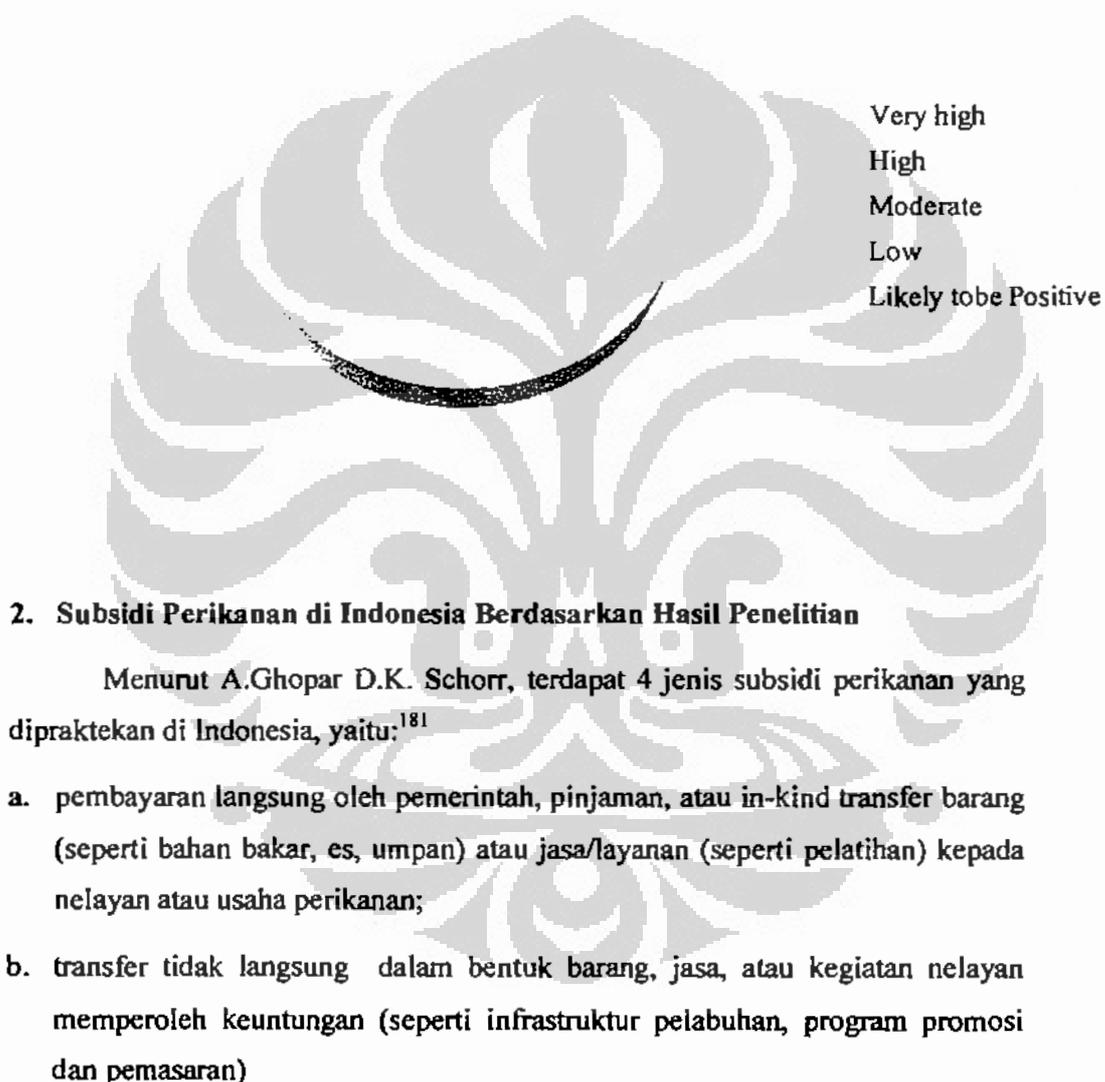 Very high
High
Moderate
Low
Likely tobe Positive
2. Subsidi Perikanan di Indonesia Berdasarkan Hasil Penelitian
Menurut A.Ghopar D.K. Schorr, terdapat 4 jenis subsidi perikanan yang
dipraktekan di Indonesia, yaitu:181
a. pembayaran langsung oleh pemerintah, pinjaman, atau in-kind transfer barang
(seperti bahan bakar, es, umpan) atau jasa/layanan (seperti pelatihan) kepada
nelayan atau usaha perikanan;
b. transfer tidak langsung dalam bentuk barang, jasa, atau kegiatan nelayan
memperoleh keuntungan (seperti infrastruktur pelabuhan, program promosi
dan pemasaran)